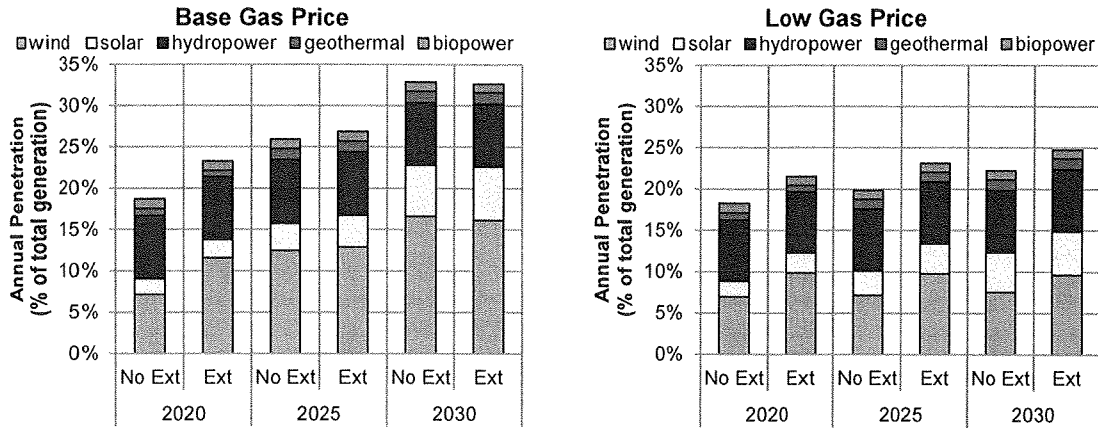 Base Gas Price
wind solar hydropower geothermal biopower
Annual Penetration
(% of total generation)
35%
30%
25%
20%
15%
10%
5%
0%
No Ext Ext No Ext Ext No Ext Ext
2020 2025 2030
Low Gas Price
wind solar hydropower geothermal biopower
Annual Penetration
(% of total generation)
35%
30%
25%
20%
15%
10%
5%
0%
No Ext Ext No Ext Ext No Ext Ext
2020 2025 2030